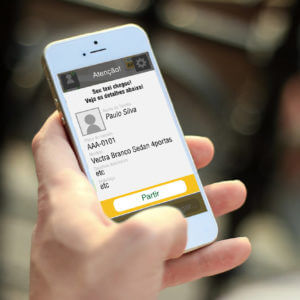 Atenção!
Seu taxi chegou!
Veja os detalhes abaixo!
Paulo Silva
AAA-0101
Vectra Branco Sedan 4portas
etc
etc
Partir